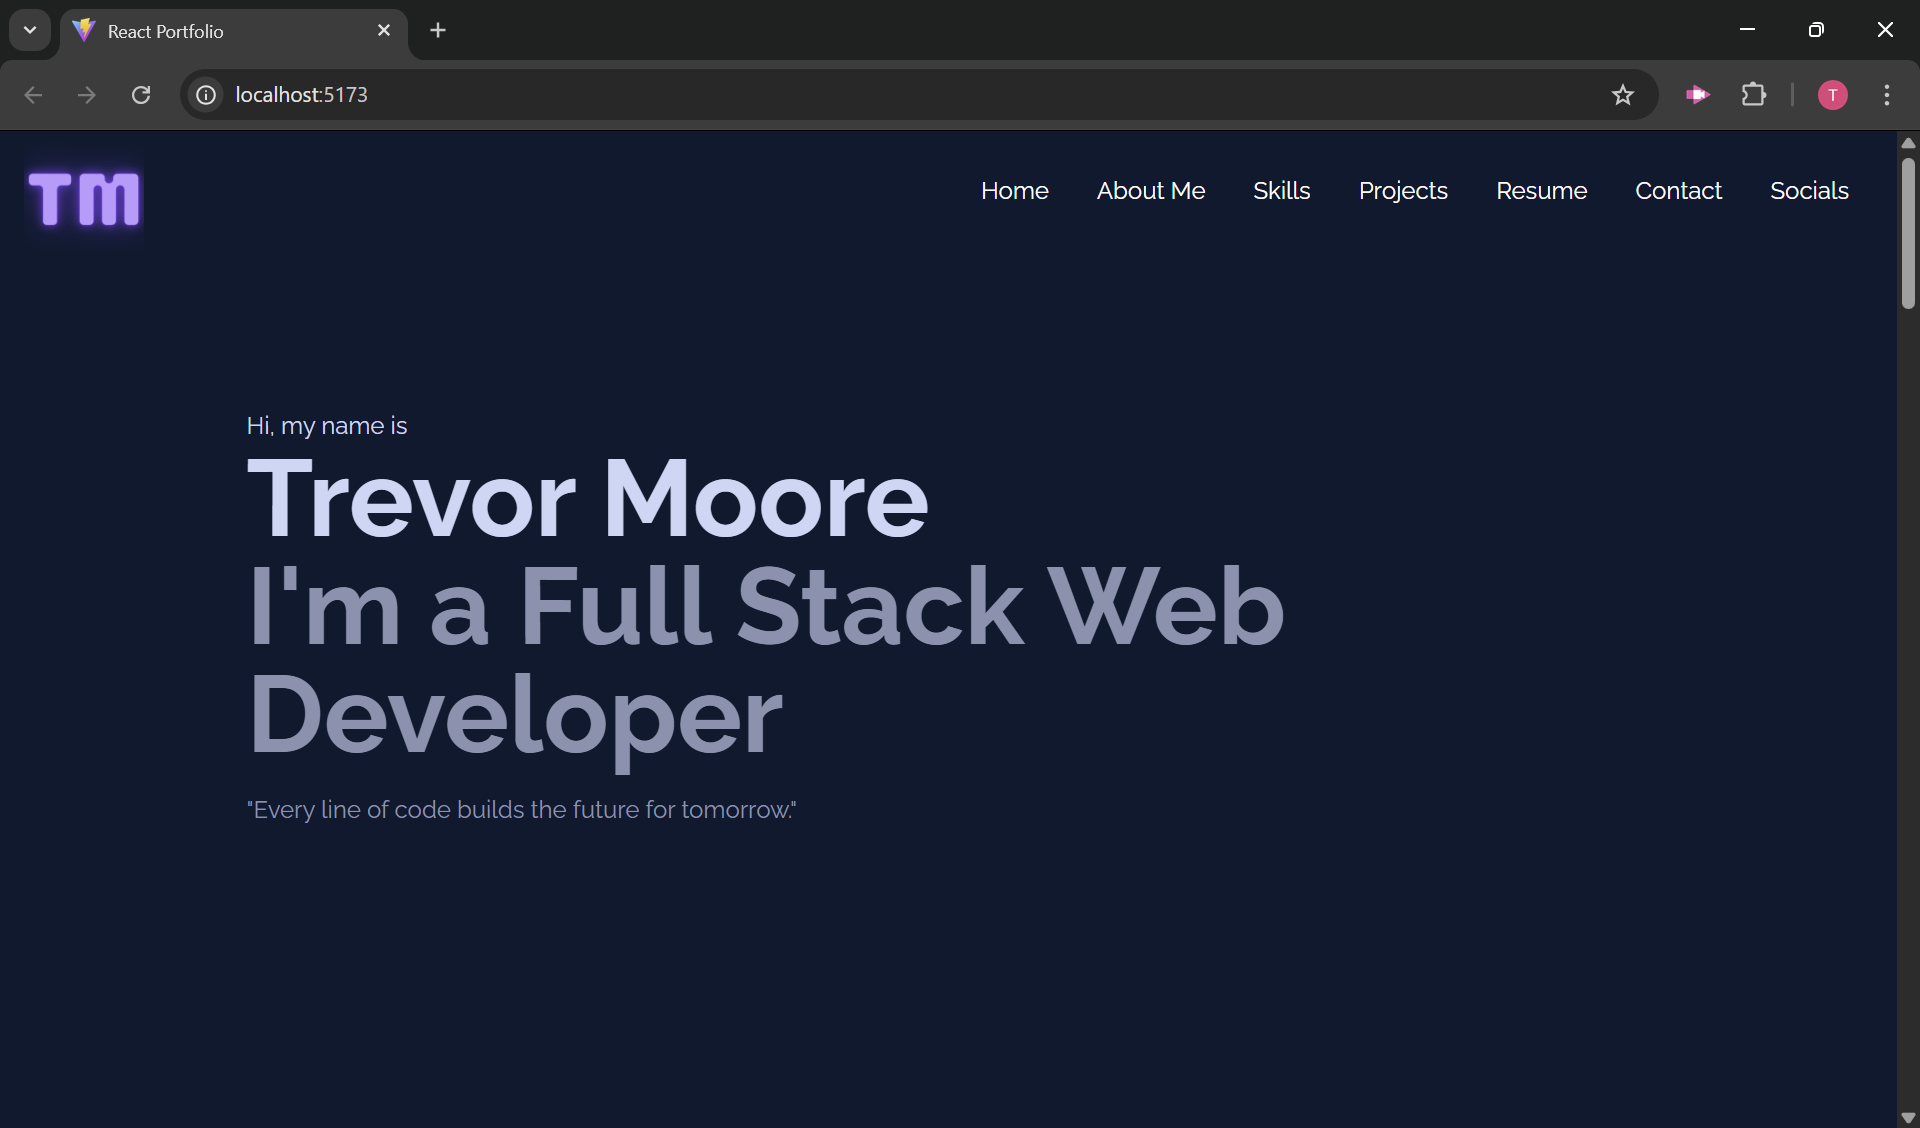 React Portfolio
localhost:5173
T
TM
Home About Me Skills Projects Resume Contact Socials
Hi, my name is
Trevor Moore
I'm a Full Stack Web
Developer
"Every line of code builds the future for tomorrow."